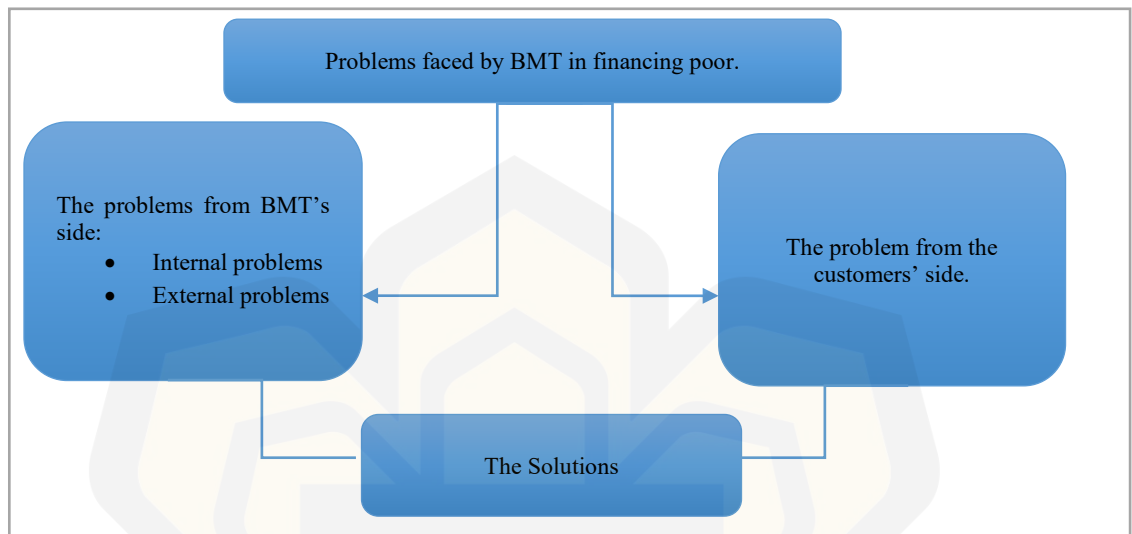 Problems faced by BMT in financing poor.
The problems from BMT’s
side:
• Internal problems
• External problems
The problem from the
customers’ side.
The Solutions